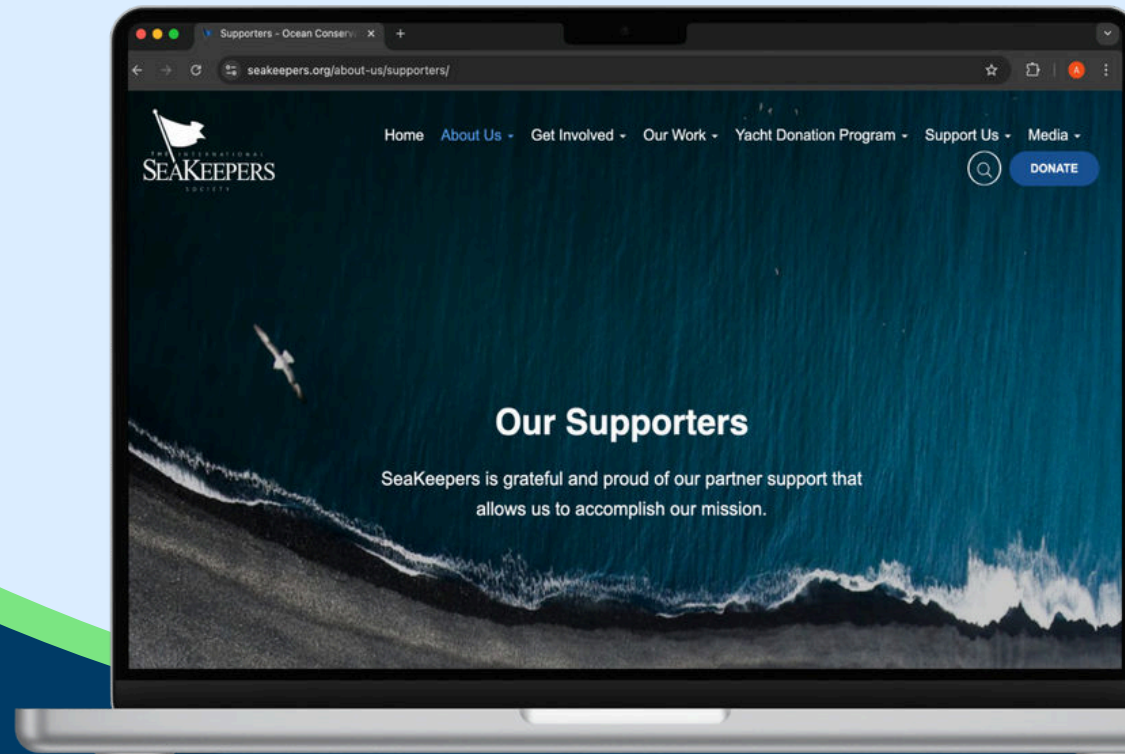 Supporters - Ocean Conserv
seakeepers.org/about-us/supporters/
A
THE INTERNATIONAL
SEAKEEPERS
SOCIETY
Home About Us Get Involved Our Work Yacht Donation Program Support Us Media
DONATE
Our Supporters
SeaKeepers is grateful and proud of our partner support that
allows us to accomplish our mission.